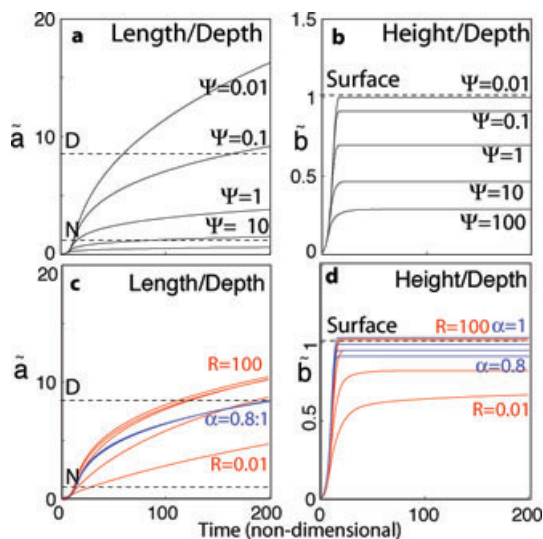 a Length/Depth
20
10
0
ã
D
N
Ψ=0.01
Ψ=0.1
Ψ=1
Ψ= 10
b Height/Depth
Surface
1
0.5
0
b̃
Ψ=0.01
Ψ=0.1
Ψ=1
Ψ=10
Ψ=100
c Length/Depth
20
10
0
ã
D
N
R=100
α=0.8:1
R=0.01
0 100 200
d Height/Depth
Surface
1
0.5
0
b̃
R=100 α=1
α=0.8
R=0.01
0 100 200
Time (non-dimensional)